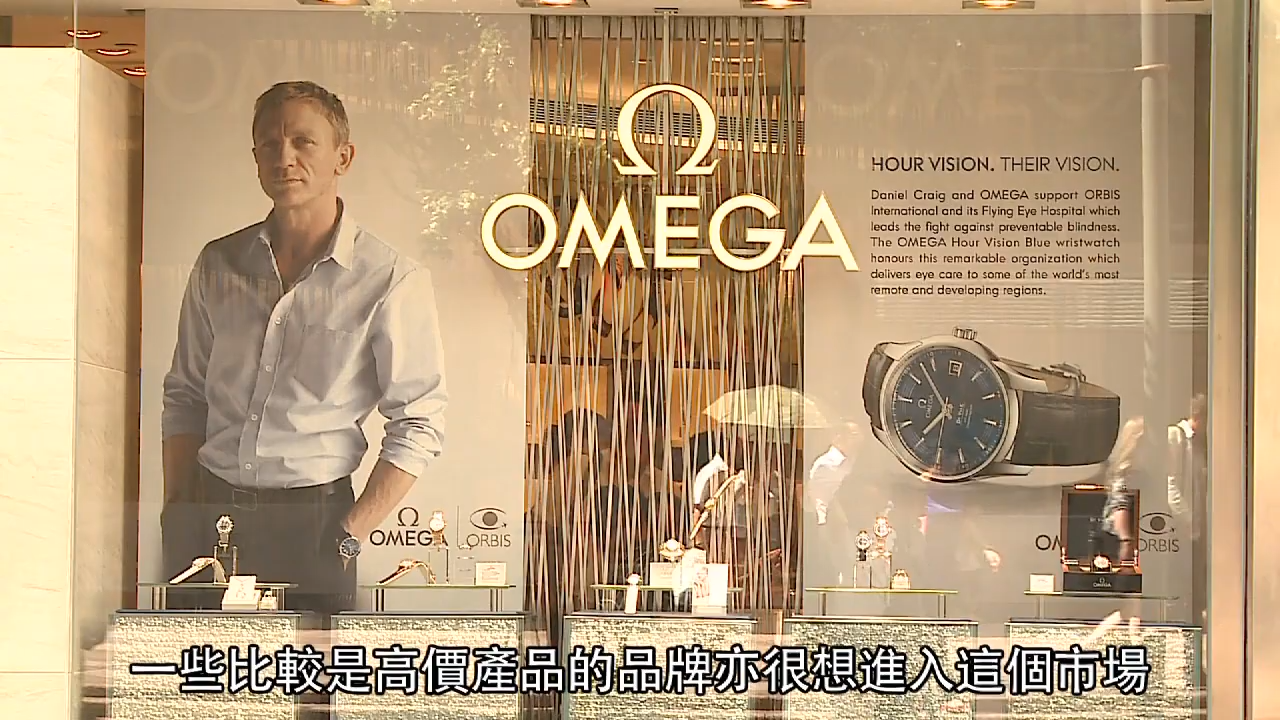 Ω
OMEGA
HOUR VISION. THEIR VISION.
Daniel Craig and OMEGA support ORBIS
International and its Flying Eye Hospital which
leads the fight against preventable blindness.
The OMEGA Hour Vision Blue wristwatch
honours this remarkable organization which
delivers eye care to some of the world's most
remote and developing regions.
OMEGA
ORBIS
ORBIS
一些比較是高價產品的品牌亦很想進入這個市場